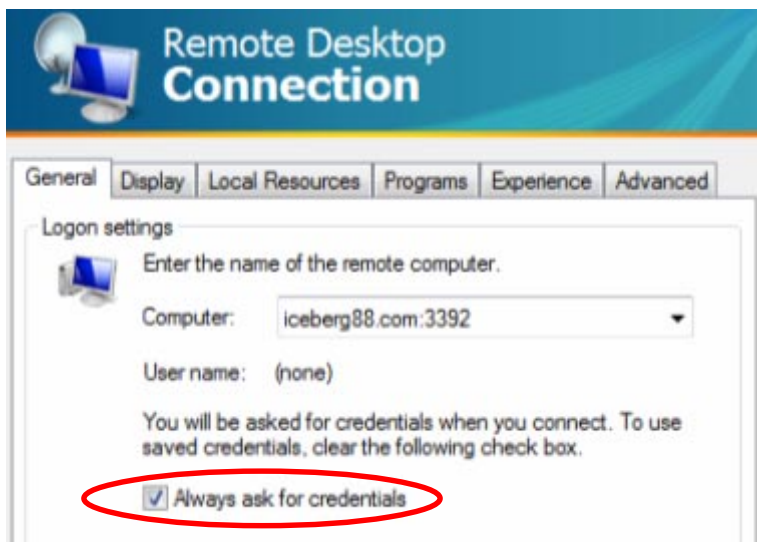 Remote Desktop
Connection
General Display Local Resources Programs Experience Advanced
Logon settings
Enter the name of the remote computer.
Computer: iceberg88.com:3392
User name: (none)
You will be asked for credentials when you connect. To use
saved credentials, clear the following check box.
Always ask for credentials